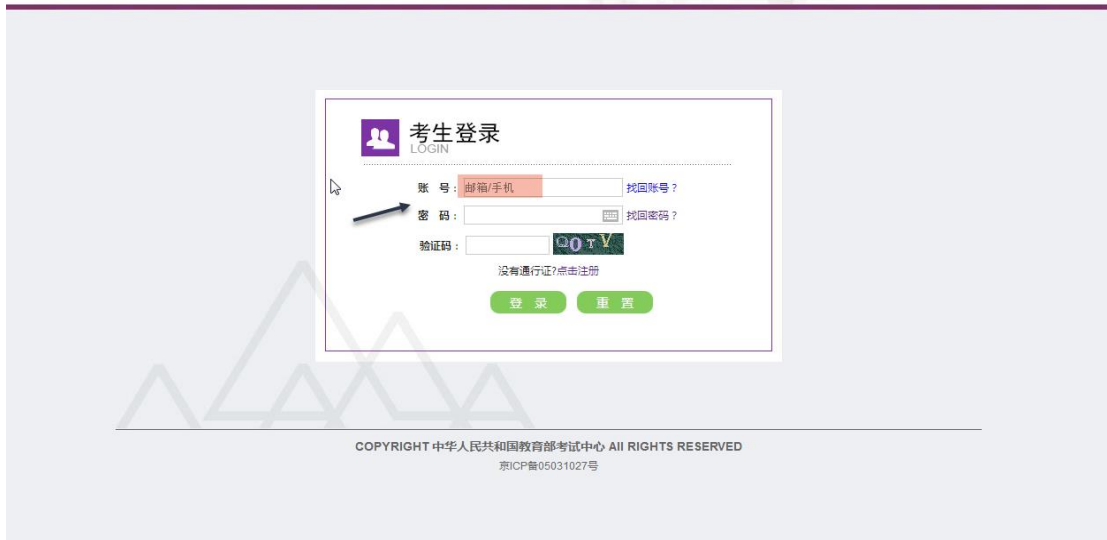 考生登录
LOGIN
账 号: 邮箱/手机 找回账号?
密 码: 找回密码?
验证码: QOTV
没有通行证?点击注册
登 录 重 置
COPYRIGHT 中华人民共和国教育部考试中心 All RIGHTS RESERVED
京ICP备05031027号